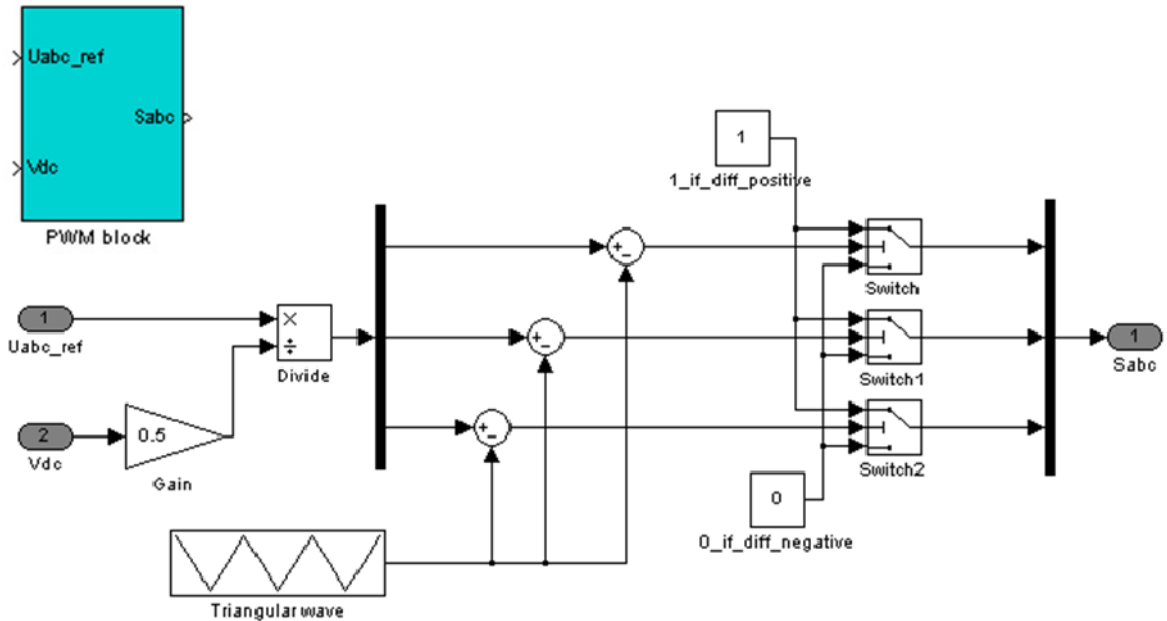 Uabc_ref
Sabc
Vdc
PWM block
1
1_if_diff_positive
+
-
Switch
1
Uabc_ref
×
÷
Divide
+
-
Switch1
1
Sabc
2
Vdc
0.5
Gain
+
-
Switch2
0
0_if_diff_negative
Triangular wave